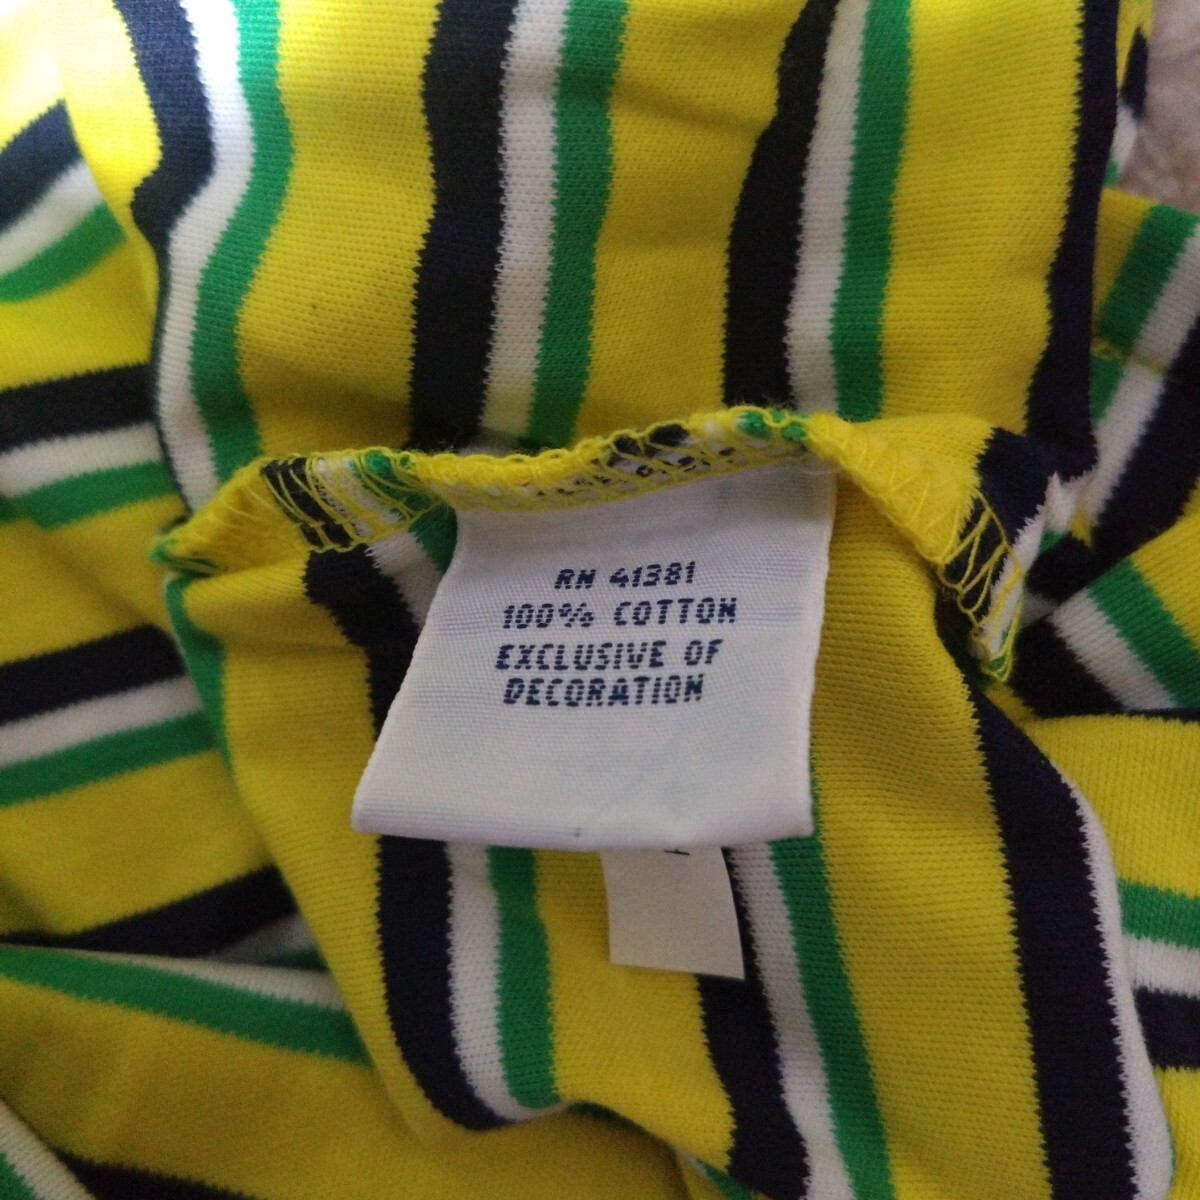 RN 41381
100% COTTON
EXCLUSIVE OF
DECORATION